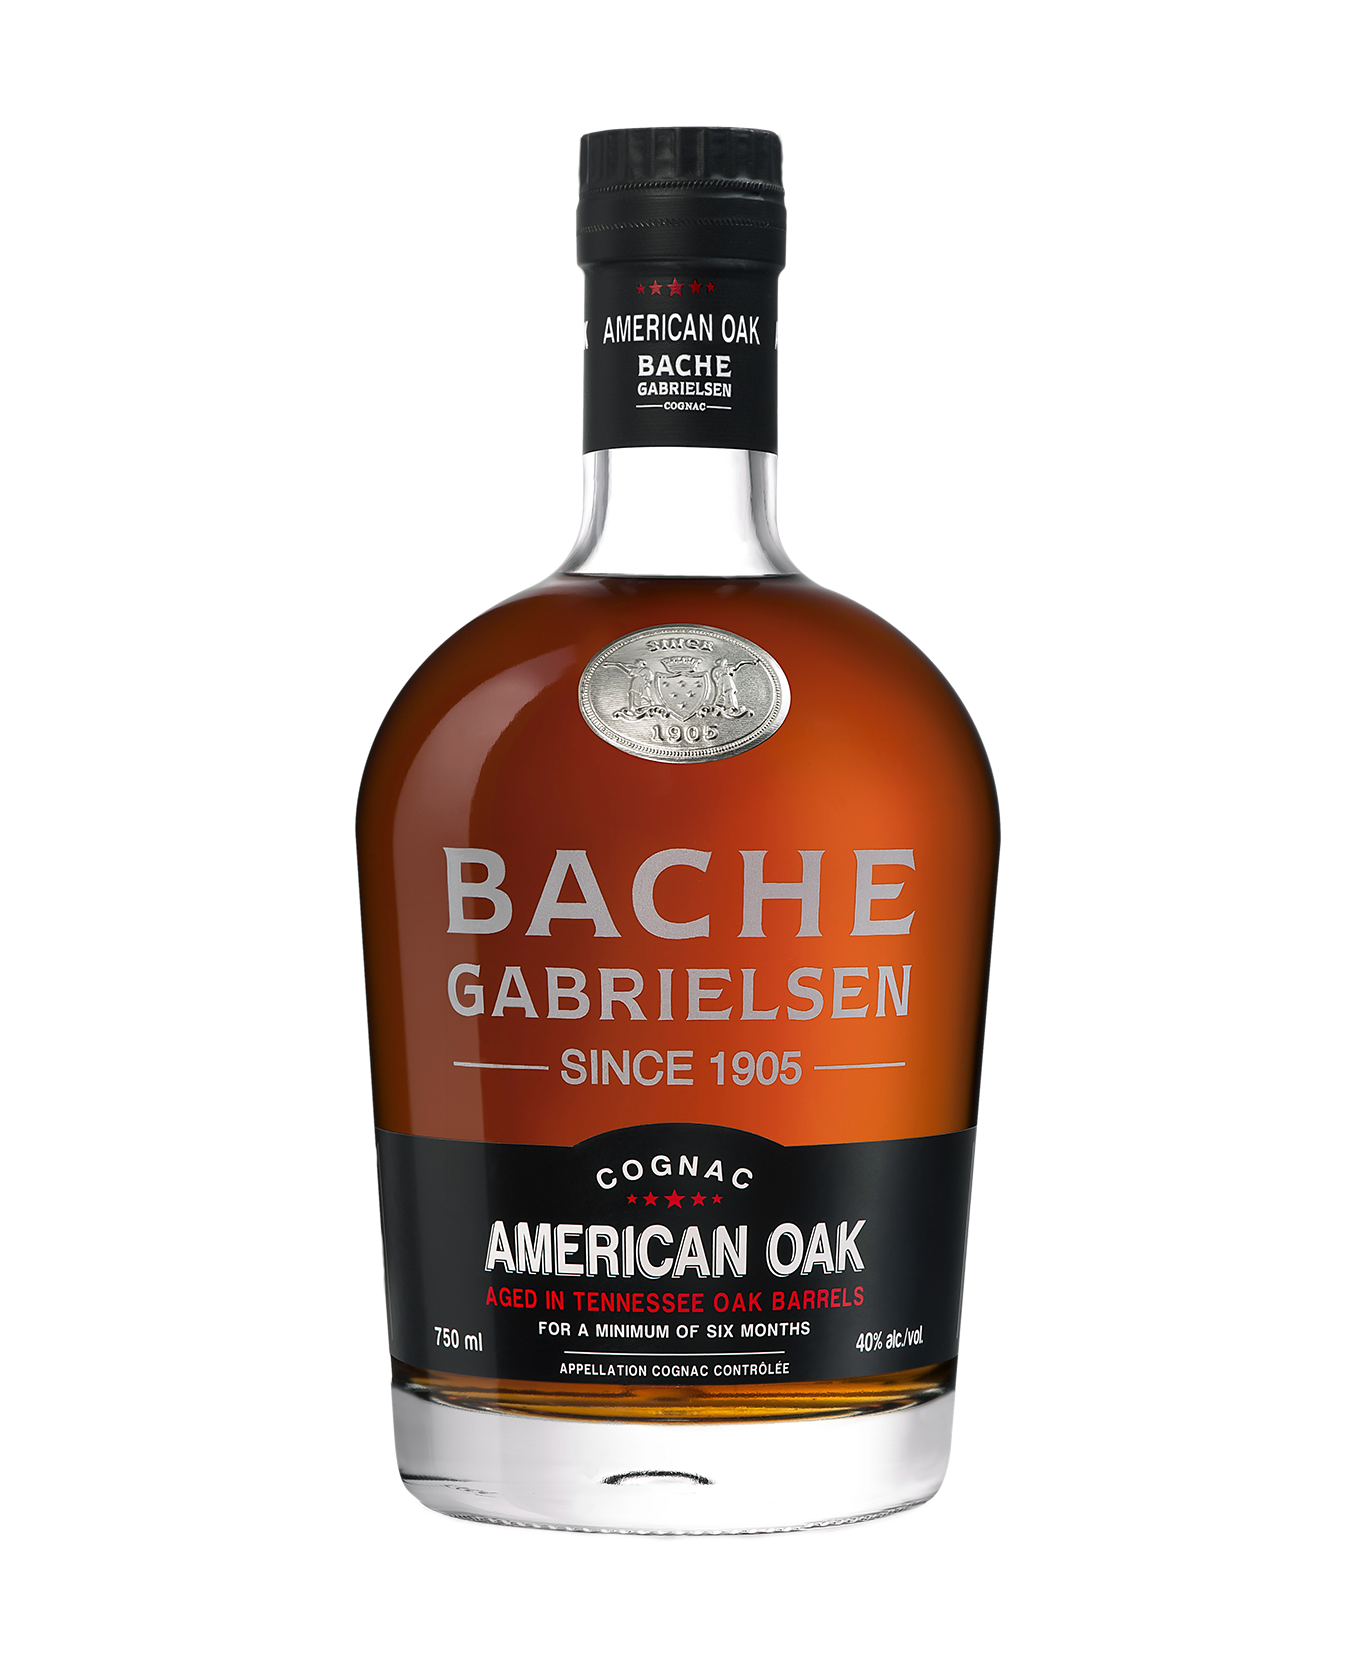 AMERICAN OAK
BACHE
GABRIELSEN
COGNAC
SINCE
1905
BACHE
GABRIELSEN
SINCE 1905
COGNAC
AMERICAN OAK
AGED IN TENNESSEE OAK BARRELS
FOR A MINIMUM OF SIX MONTHS
750 ml
40% alc./vol.
APPELLATION COGNAC CONTRÔLÉE